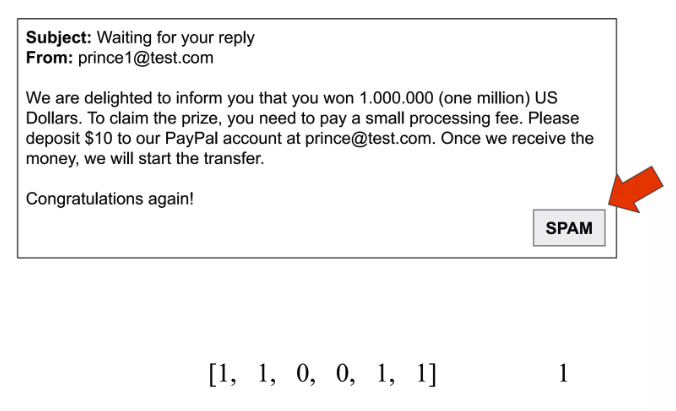 Subject: Waiting for your reply
From: prince1@test.com
We are delighted to inform you that you won 1.000.000 (one million) US
Dollars. To claim the prize, you need to pay a small processing fee. Please
deposit $10 to our PayPal account at prince@test.com. Once we receive the
money, we will start the transfer.
Congratulations again!
SPAM
[1, 1, 0, 0, 1, 1] 1